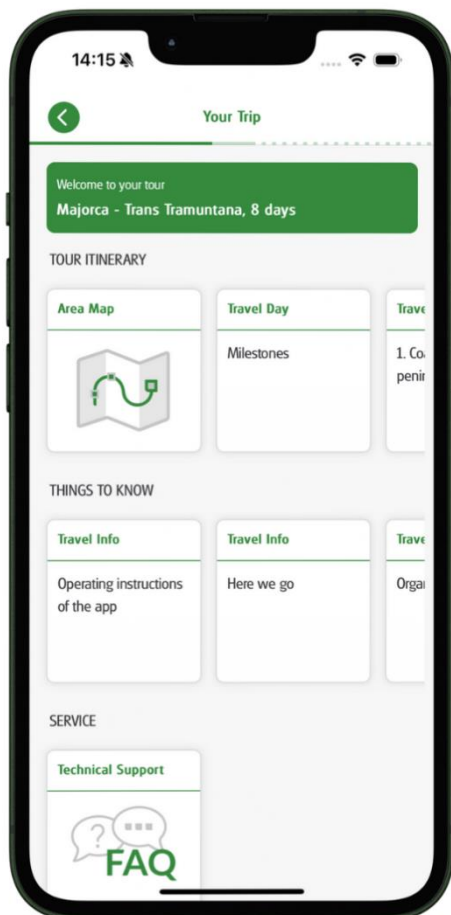 14:15
Your Trip
Welcome to your tour
Majorca - Trans Tramuntana, 8 days
TOUR ITINERARY
Area Map
Travel Day
Milestones
1. Co
THINGS TO KNOW
Travel Info
Travel Info
Operating instructions
of the app
Here we go
SERVICE
Technical Support
?
FAQ